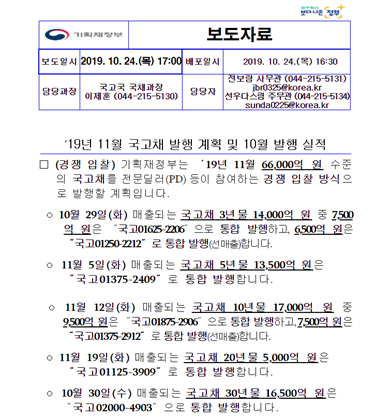 보다나은 정부
기획재정부
보도자료
보도일시 2019. 10. 24.(목) 17:00 배포일시 2019. 10. 24.(목) 16:30
담당과장 국고국 국채과장 이제훈 (044-215-5130) 담당자 전보람 사무관 (044-215-5131)
jbr0325@korea.kr
선우다스람 주무관 (044-215-5134)
sunda0225@korea.kr
'19년 11월 국고채 발행 계획 및 10월 발행 실적
□ (경쟁 입찰) 기획재정부는 '19년 11월 66,000억 원 수준
의 국고채를 전문딜러(PD) 등이 참여하는 경쟁 입찰 방식으
로 발행할 계획입니다.
ㅇ 10월 29일(화) 매출되는 국고채 3년물 14,000억 원 중 7,500
억 원은 “국고01625-2206” 으로 통합 발행하고, 6,500억 원은
“국고01250-2212” 로 통합 발행(선매출)합니다.
ㅇ 11월 5일(화) 매출되는 국고채 5년물 13,500억 원은
“국고01375-2409” 로 통합 발행합니다.
ㅇ 11월 12일(화) 매출되는 국고채 10년물 17,000억 원 중
9,500억 원은 “국고01875-2906” 으로 통합 발행하고, 7,500억 원은
“국고01375-2912” 로 통합 발행(선매출)합니다.
ㅇ 11월 19일(화) 매출되는 국고채 20년물 5,000억 원은
“국고01125-3909” 로 통합 발행합니다.
ㅇ 10월 30일(수) 매출되는 국고채 30년물 16,500억 원은
“국고02000-4903” 으로 통합 발행합니다.